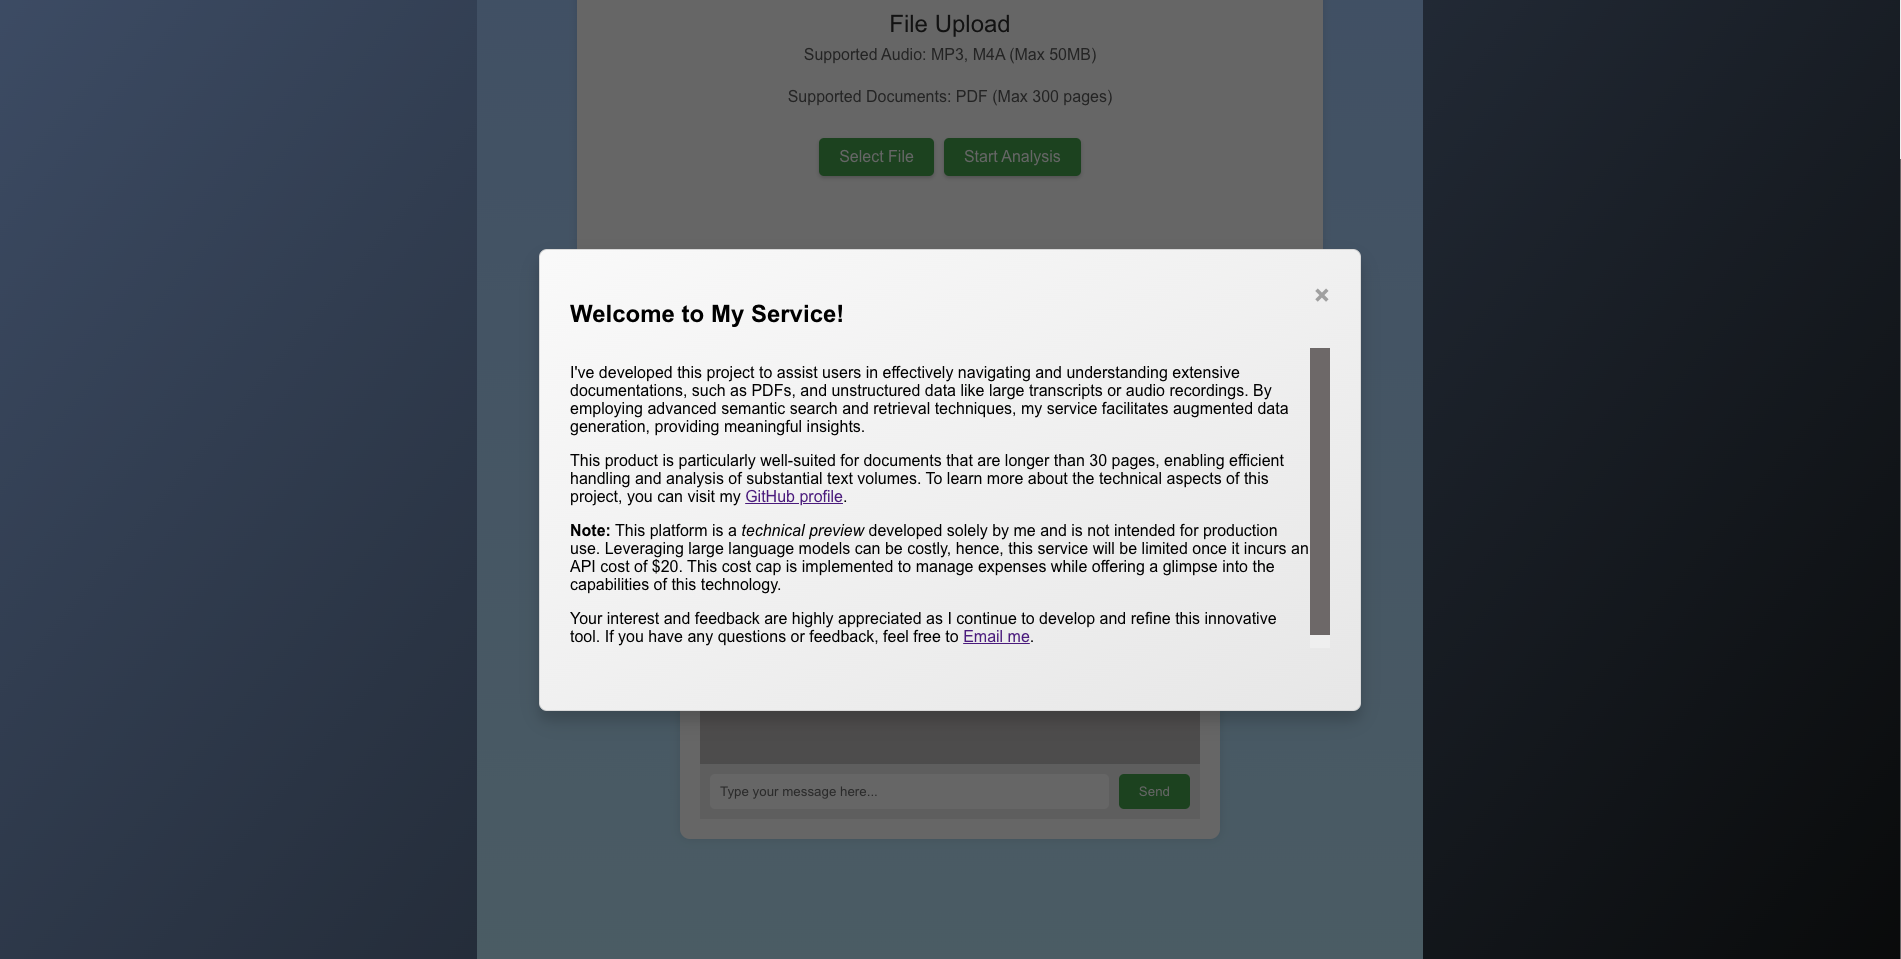 File Upload
Supported Audio: MP3, M4A (Max 50MB)
Supported Documents: PDF (Max 300 pages)
Select File
Start Analysis
×
Welcome to My Service!
I've developed this project to assist users in effectively navigating and understanding extensive
documentations, such as PDFs, and unstructured data like large transcripts or audio recordings. By
employing advanced semantic search and retrieval techniques, my service facilitates augmented data
generation, providing meaningful insights.
This product is particularly well-suited for documents that are longer than 30 pages, enabling efficient
handling and analysis of substantial text volumes. To learn more about the technical aspects of this
project, you can visit my GitHub profile.
Note: This platform is a technical preview developed solely by me and is not intended for production
use. Leveraging large language models can be costly, hence, this service will be limited once it incurs an
API cost of $20. This cost cap is implemented to manage expenses while offering a glimpse into the
capabilities of this technology.
Your interest and feedback are highly appreciated as I continue to develop and refine this innovative
tool. If you have any questions or feedback, feel free to Email me.
Type your message here...
Send